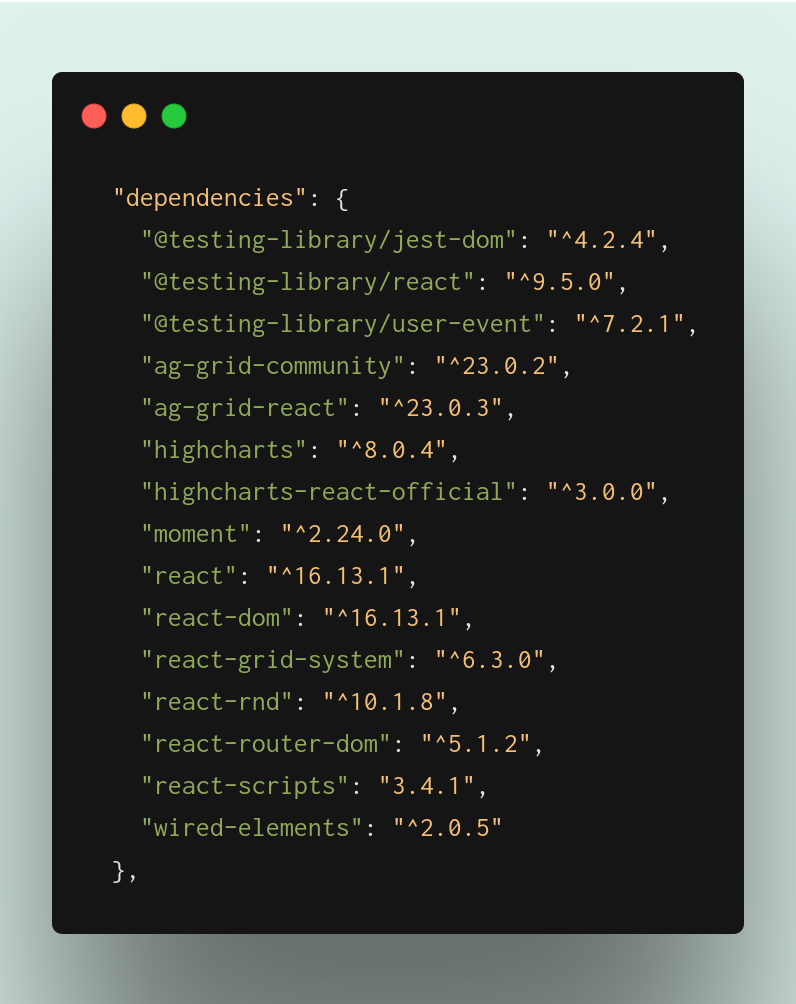 "dependencies": {
"@testing-library/jest-dom": "^4.2.4",
"@testing-library/react": "^9.5.0",
"@testing-library/user-event": "^7.2.1",
"ag-grid-community": "^23.0.2",
"ag-grid-react": "^23.0.3",
"highcharts": "^8.0.4",
"highcharts-react-official": "^3.0.0",
"moment": "^2.24.0",
"react": "^16.13.1",
"react-dom": "^16.13.1",
"react-grid-system": "^6.3.0",
"react-rnd": "^10.1.8",
"react-router-dom": "^5.1.2",
"react-scripts": "3.4.1",
"wired-elements": "^2.0.5"
},